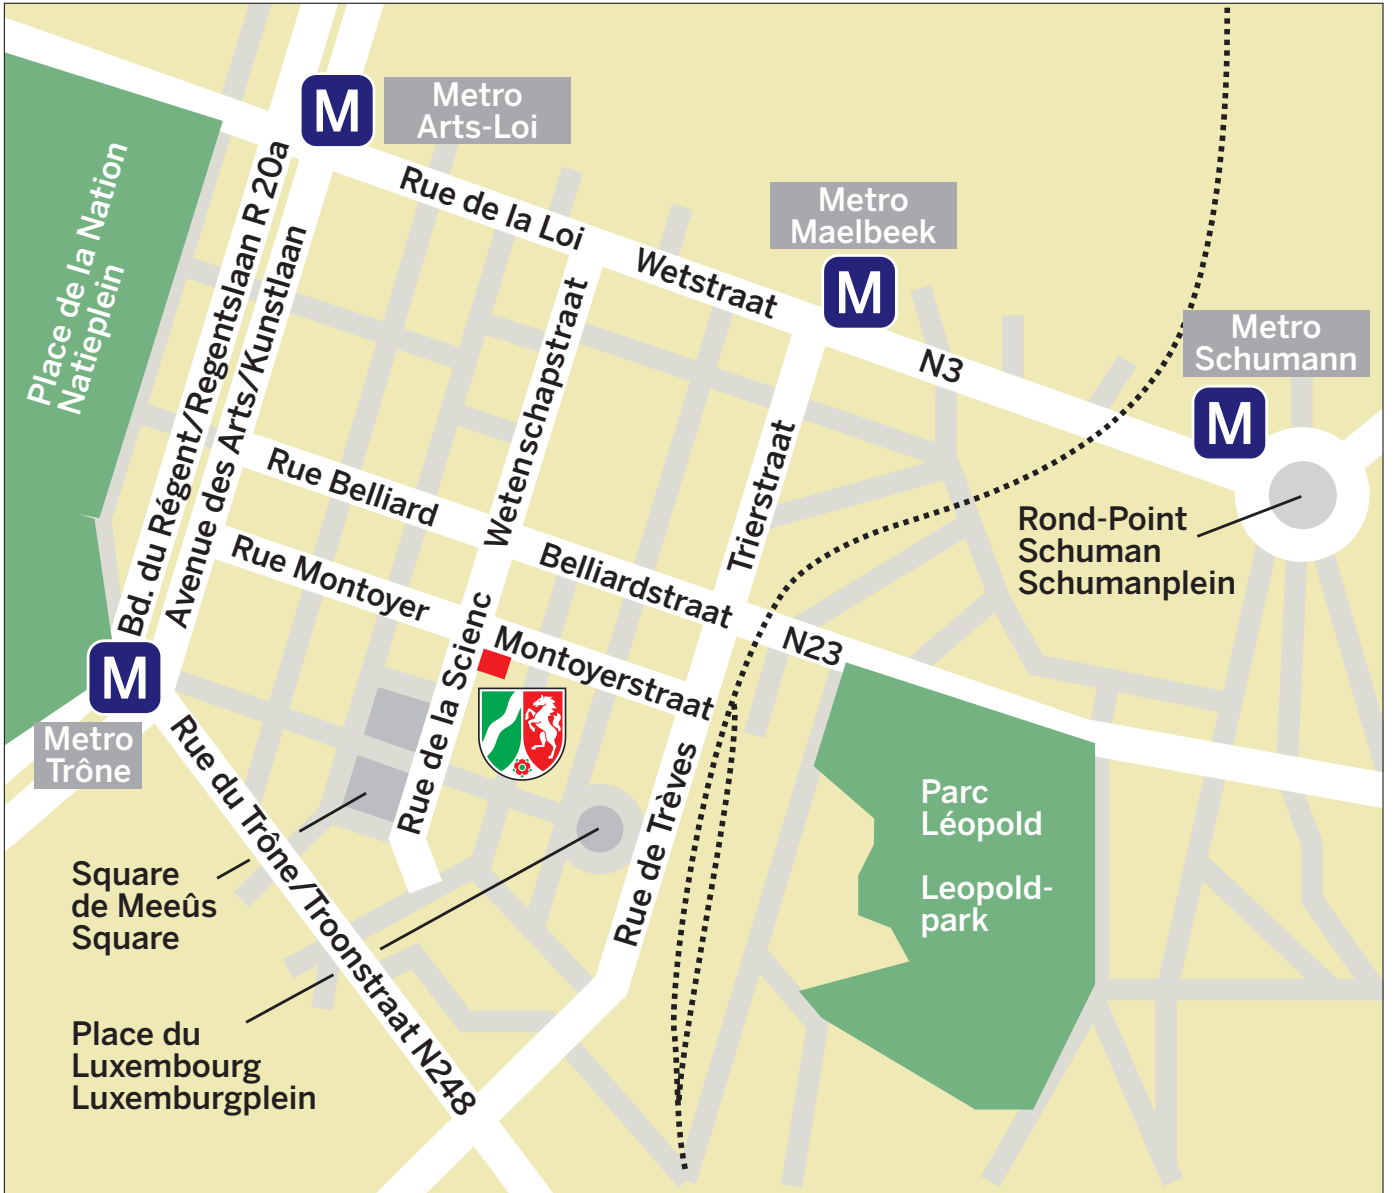 M
Metro
Arts-Loi
Place de la Nation
Natieplein
Bd. du Régent/Regentslaan R 20a
Avenue des Arts/Kunstlaan
Rue de la Loi
Wetstraat
Metro
Maelbeek
M
N3
Metro
Schumann
M
Rond-Point
Schuman
Schumanplein
Rue Belliard
Belliardstraat
N23
Rue Montoyer
Montoyerstraat
Wetenschapstraat
Rue de la Scienc
Trierstraat
Rue de Trèves
M
Metro
Trône
Rue du Trône/Troonstraat N248
Square
de Meeûs
Square
Place du
Luxembourg
Luxemburgplein
Parc
Léopold
Leopold-
park